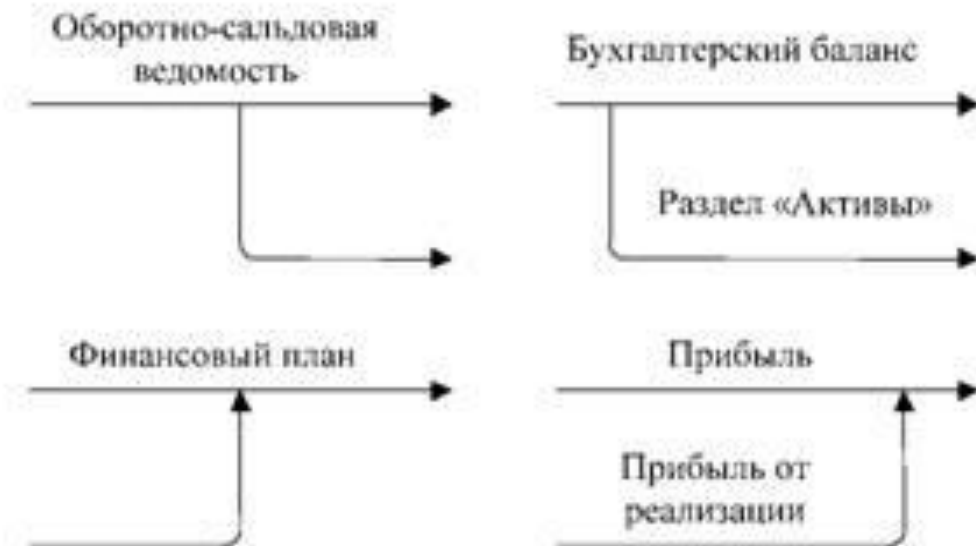 Оборотно-сальдовая
ведомость
Бухгалтерский баланс
Раздел «Активы»
Финансовый план
Прибыль
Прибыль от
реализации